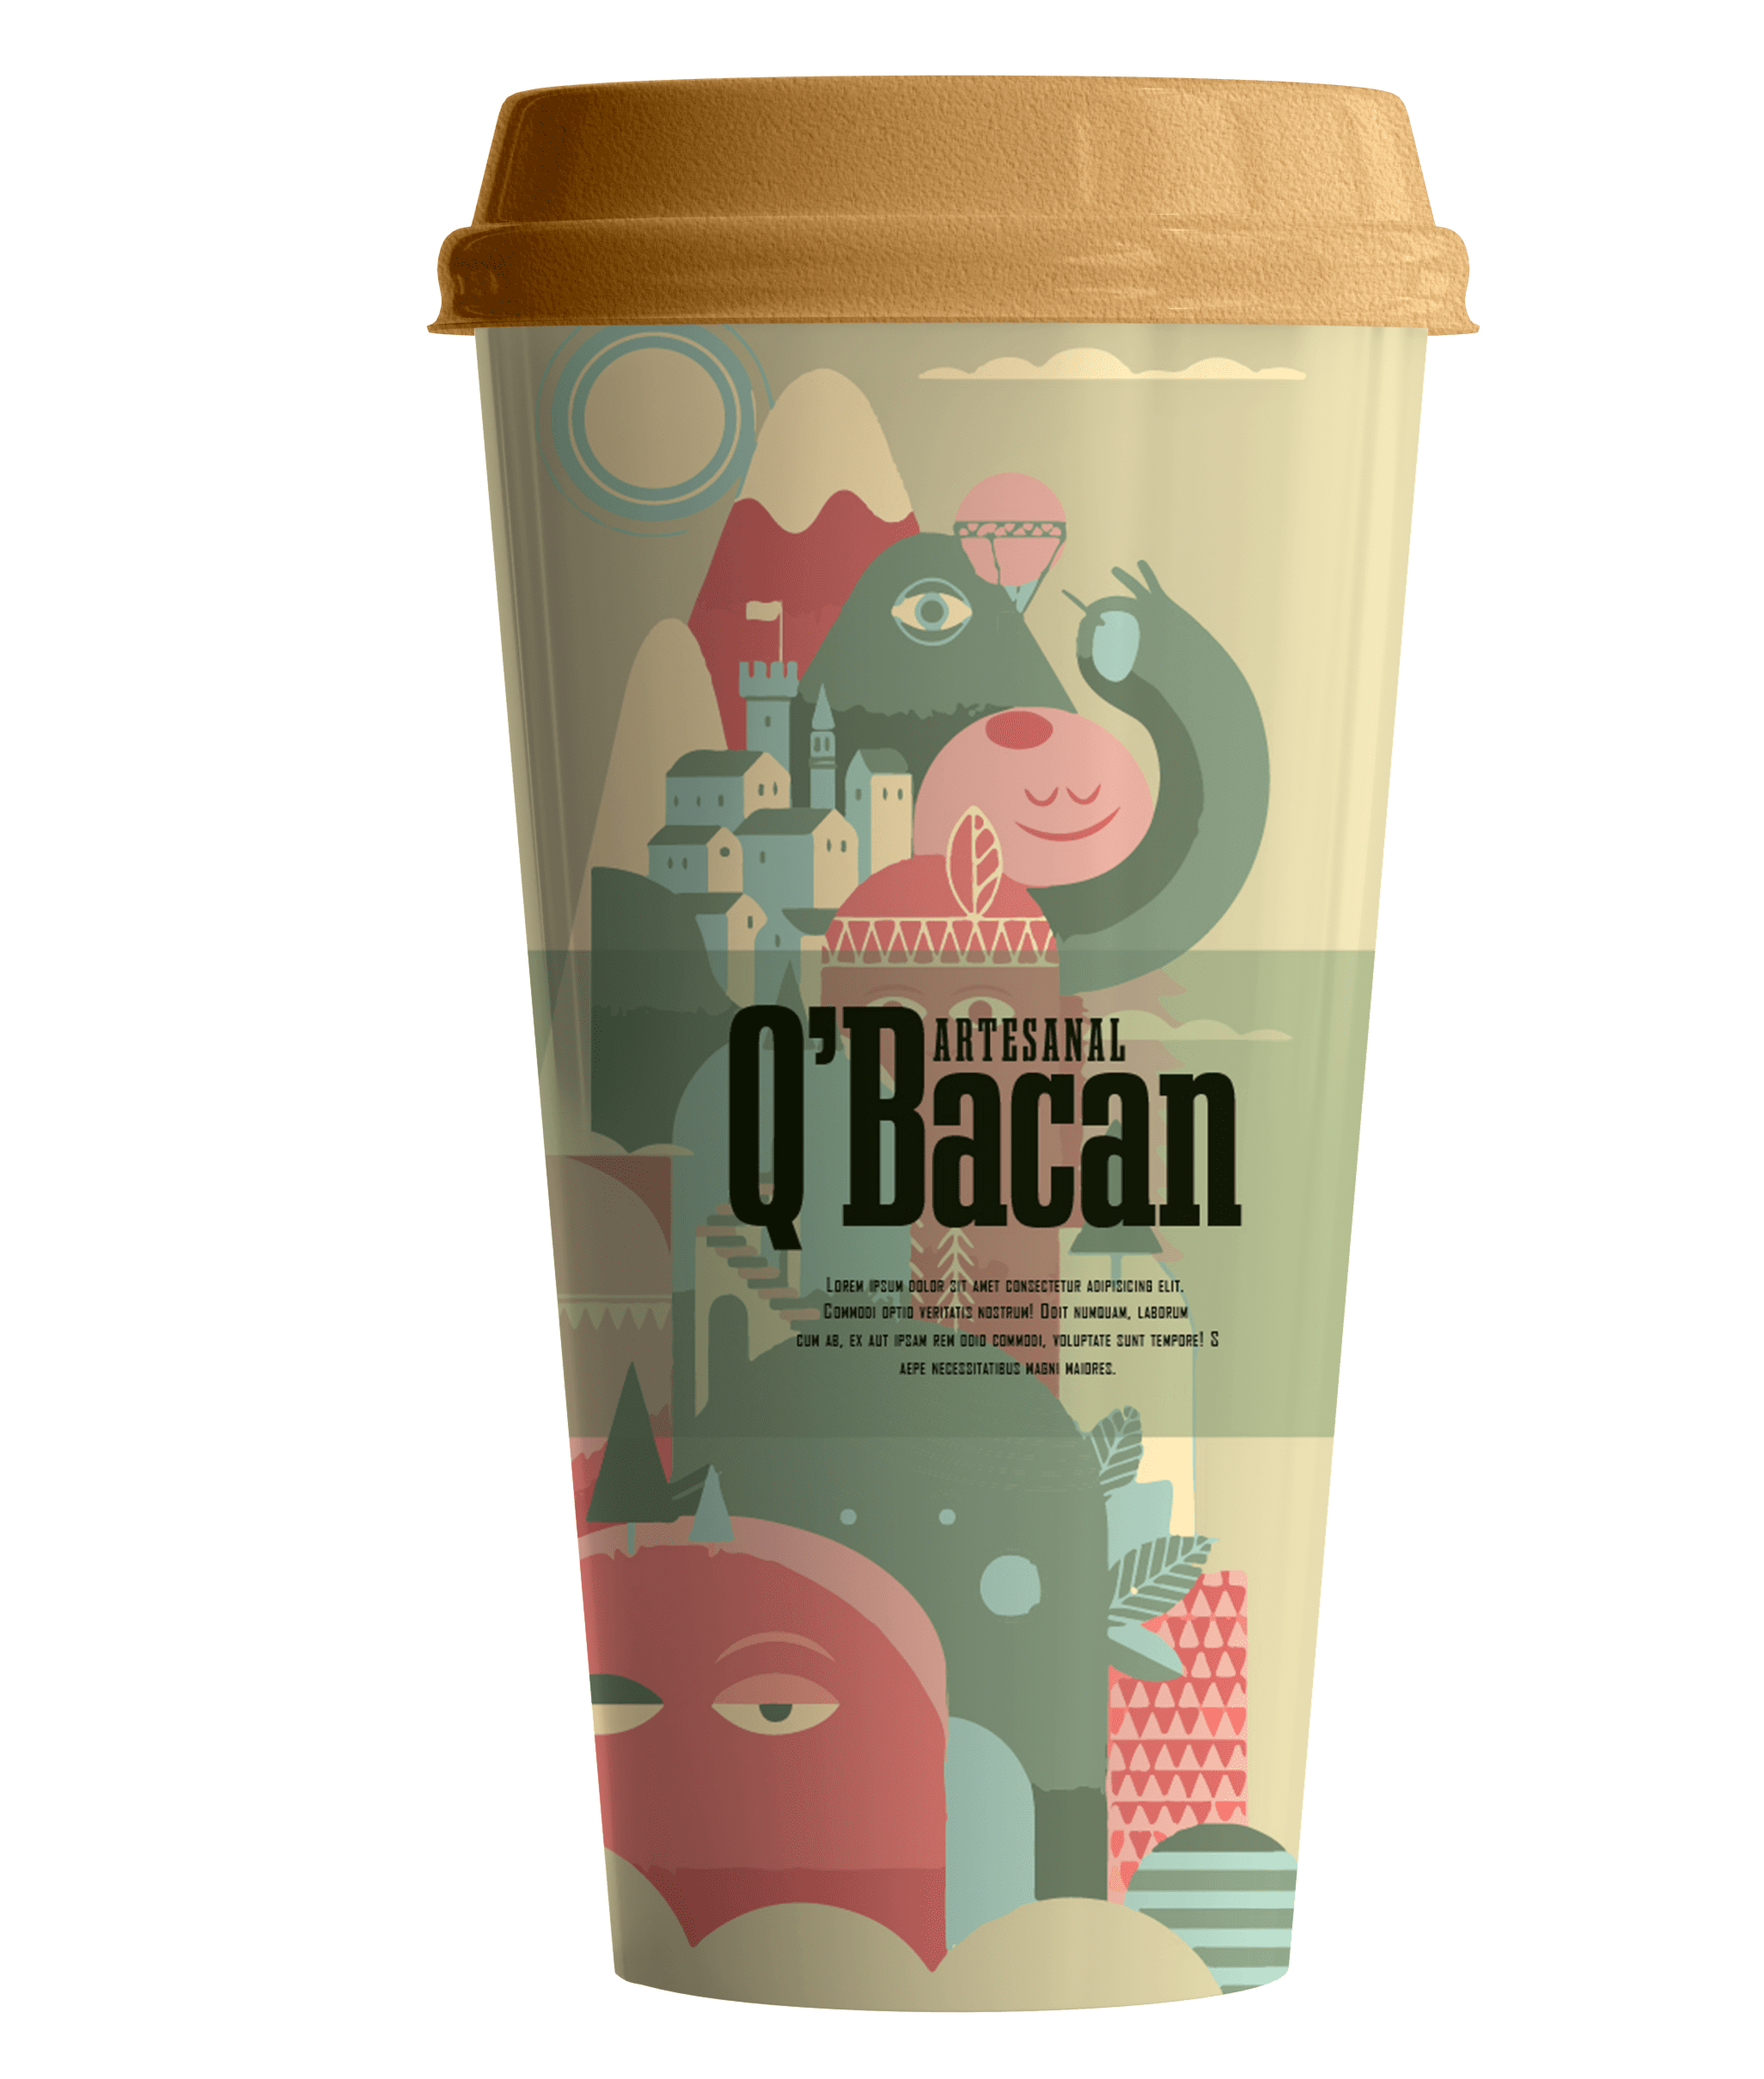 ARTESANAL
Q'Bacan
Lorem ipsum dolor sit amet consectetur adipisicing elit.
Commodi optio veritatis nostrum! Odit numquam, laborum
cum ab, ex aut ipsam rem odio commodi, voluptate sunt tempore! S
aepe necessitatibus magni maiores.